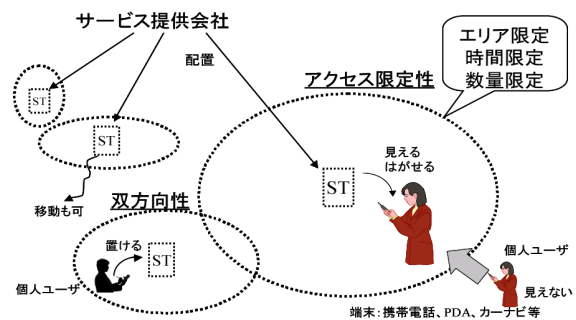 サービス提供会社
配置
エリア限定
時間限定
数量限定
アクセス限定性
ST
ST
移動も可
見える
はがせる
ST
双方向性
置ける
ST
個人ユーザ
個人ユーザ
見えない
端末：携帯電話、PDA、カーナビ等